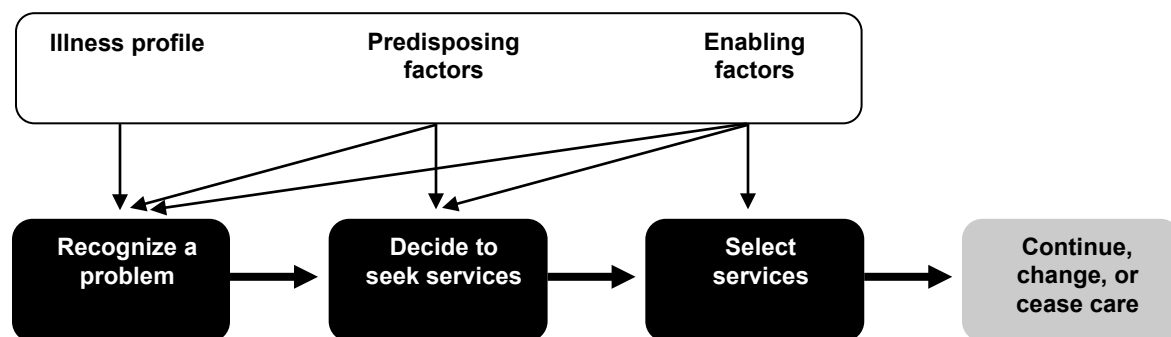 Illness profile
Predisposing
factors
Enabling
factors
Recognize a
problem
Decide to
seek services
Select
services
Continue,
change, or
cease care